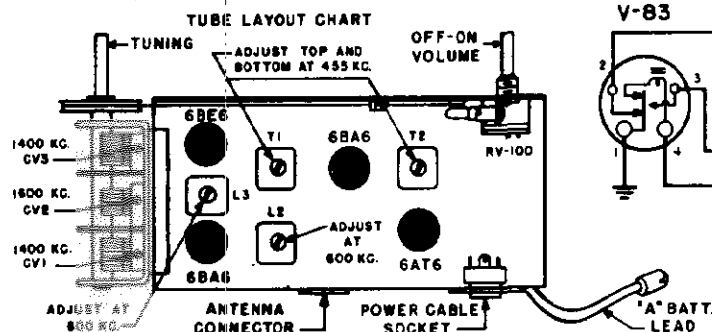 TUBE LAYOUT CHART
V-83
TUNING
ADJUST TOP AND
BOTTOM AT 455 KC.
OFF-ON
VOLUME
2
3
1
4
6BE6
T1
6BA6
T2
RV-100
1400 KC.
CV3
1600 KC.
CV2
1400 KC.
CV1
L3
L2
ADJUST
AT
600 KC.
6BA6
6AT6
ADJUST AT
600 KC.
ANTENNA
CONNECTOR
POWER CABLE
SOCKET
"A" BATT.
LEAD